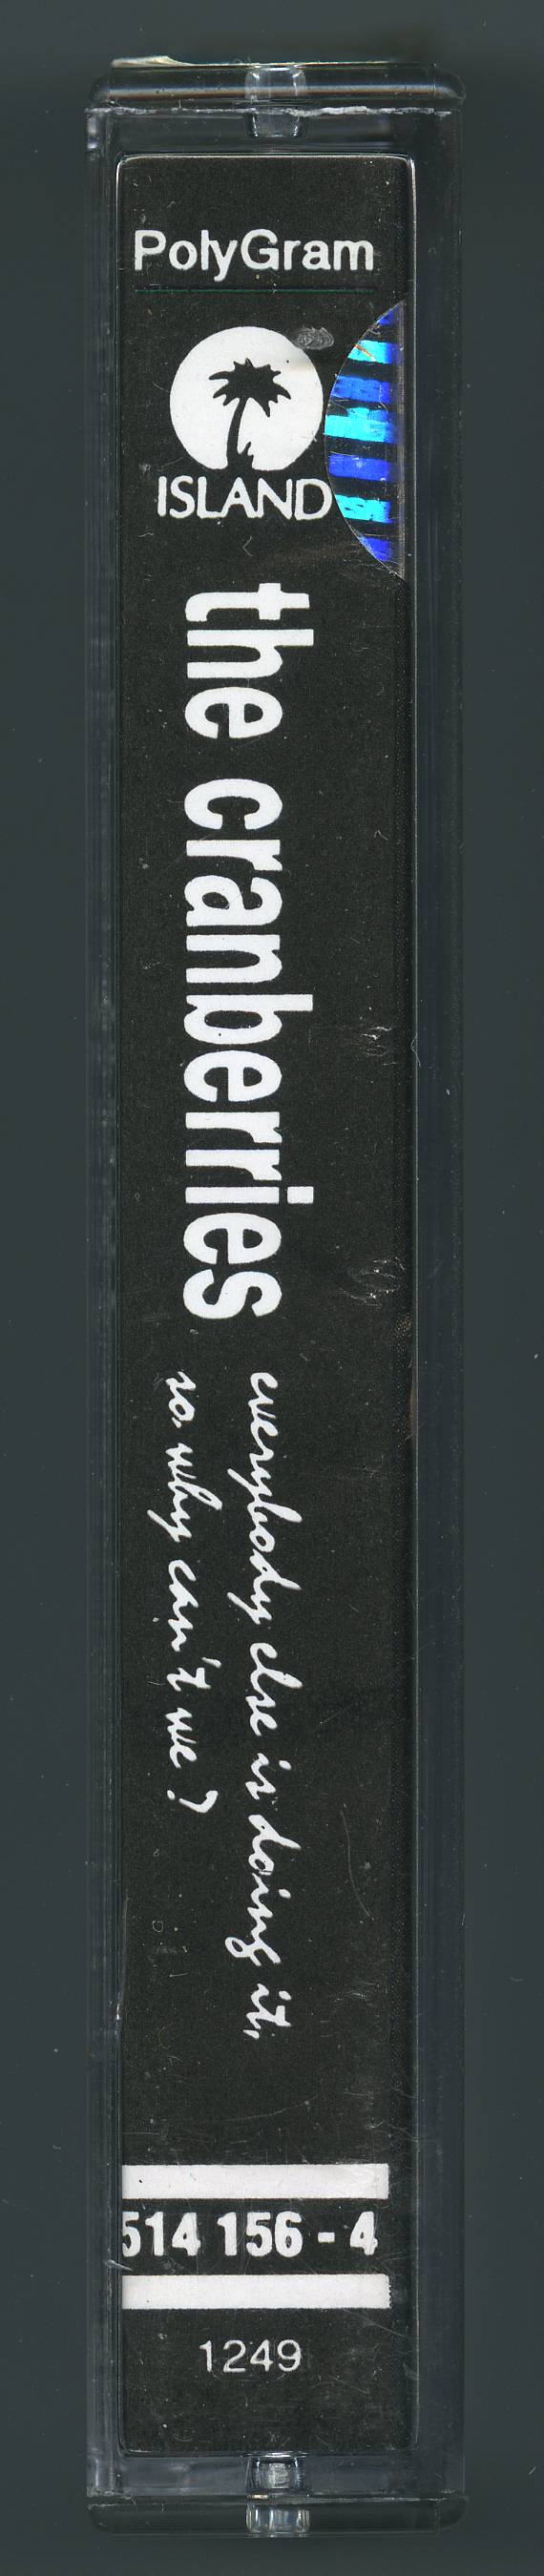 PolyGram
ISLAND
the cranberries
everybody else is doing it,
so why can't we?
514 156 - 4
1249